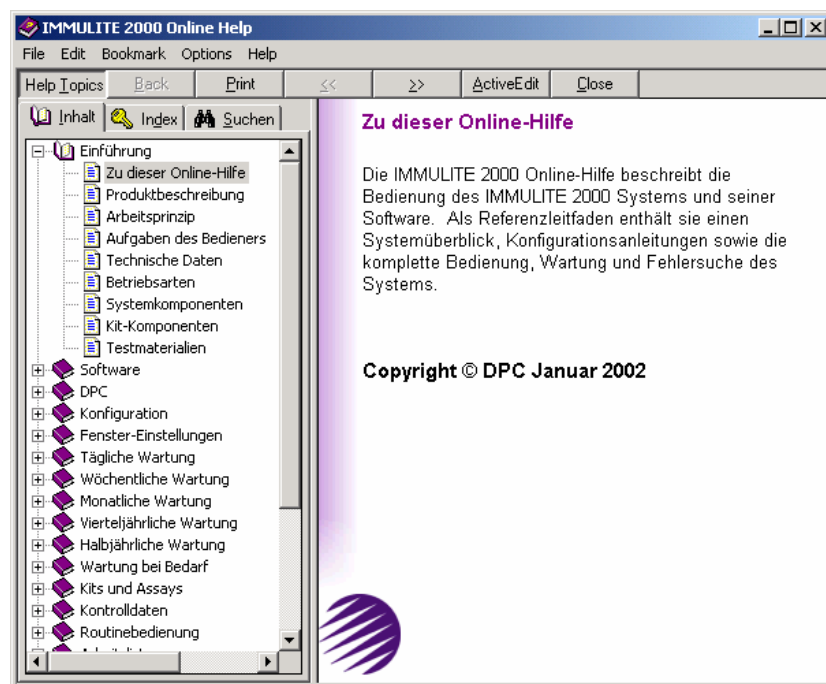 IMMULITE 2000 Online Help
File Edit Bookmark Options Help
Help Topics Back Print << >> ActiveEdit Close
Inhalt Index Suchen
Einführung
Zu dieser Online-Hilfe
Produktbeschreibung
Arbeitsprinzip
Aufgaben des Bedieners
Technische Daten
Betriebsarten
Systemkomponenten
Kit-Komponenten
Testmaterialien
Software
DPC
Konfiguration
Fenster-Einstellungen
Tägliche Wartung
Wöchentliche Wartung
Monatliche Wartung
Vierteljährliche Wartung
Halbjährliche Wartung
Wartung bei Bedarf
Kits und Assays
Kontrolldaten
Routinebedienung
Zu dieser Online-Hilfe
Die IMMULITE 2000 Online-Hilfe beschreibt die
Bedienung des IMMULITE 2000 Systems und seiner
Software. Als Referenzleitfaden enthält sie einen
Systemüberblick, Konfigurationsanleitungen sowie die
komplette Bedienung, Wartung und Fehlersuche des
Systems.
Copyright © DPC Januar 2002